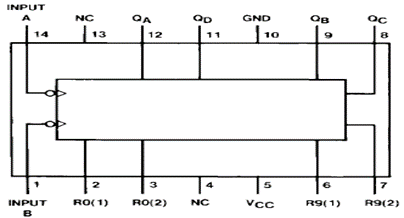 INPUT
A NC QA QD GND QB QC
14 13 12 11 10 9 8
1 2 3 4 5 6 7
INPUT R0(1) R0(2) NC VCC R9(1) R9(2)
B